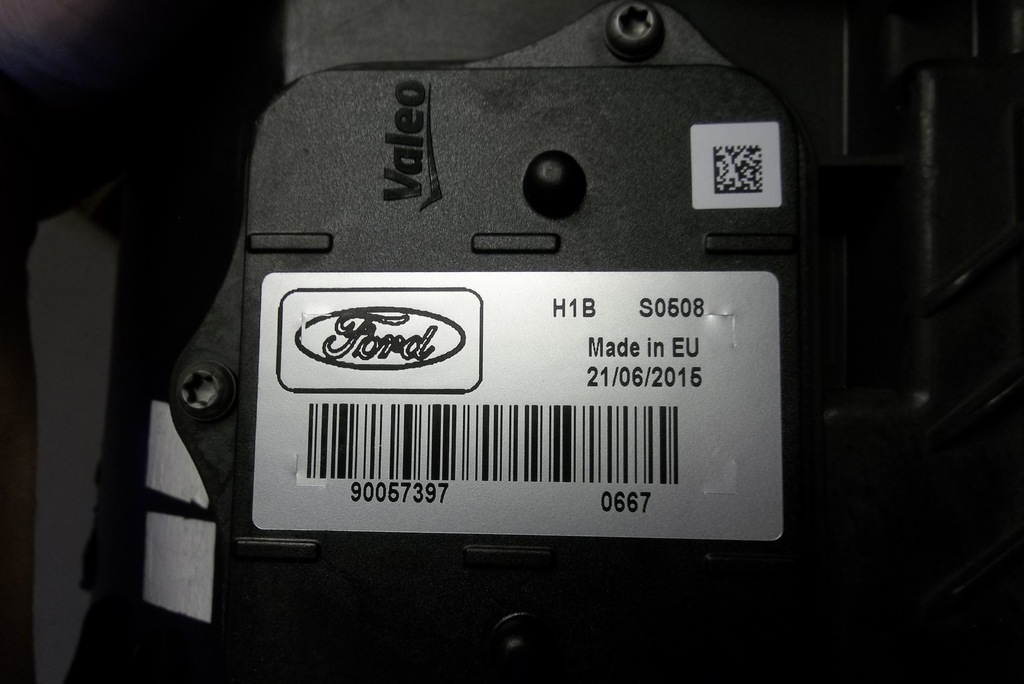 Valeo
Ford
H1B S0508
Made in EU
21/06/2015
90057397 0667